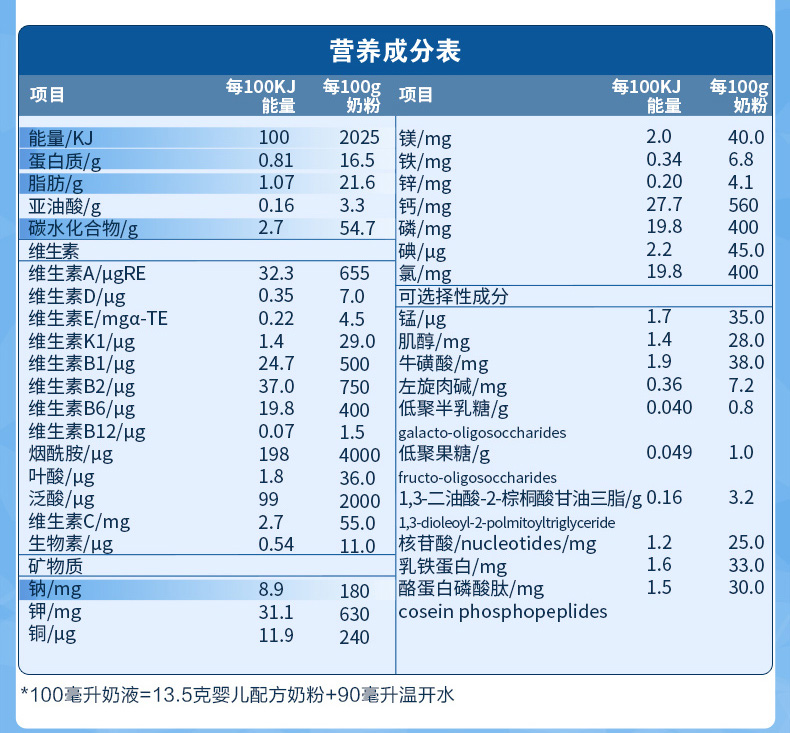 营养成分表
项目 每100KJ能量 每100g奶粉
能量/KJ 100 2025
蛋白质/g 0.81 16.5
脂肪/g 1.07 21.6
亚油酸/g 0.16 3.3
碳水化合物/g 2.7 54.7
维生素
维生素A/μgRE 32.3 655
维生素D/μg 0.35 7.0
维生素E/mgα-TE 0.22 4.5
维生素K1/μg 1.4 29.0
维生素B1/μg 24.7 500
维生素B2/μg 37.0 750
维生素B6/μg 19.8 400
维生素B12/μg 0.07 1.5
烟酰胺/μg 198 4000
叶酸/μg 1.8 36.0
泛酸/μg 99 2000
维生素C/mg 2.7 55.0
生物素/μg 0.54 11.0
矿物质
钠/mg 8.9 180
钾/mg 31.1 630
铜/μg 11.9 240
项目 每100KJ能量 每100g奶粉
镁/mg 2.0 40.0
铁/mg 0.34 6.8
锌/mg 0.20 4.1
钙/mg 27.7 560
磷/mg 19.8 400
碘/μg 2.2 45.0
氯/mg 19.8 400
可选择性成分
锰/μg 1.7 35.0
肌醇/mg 1.4 28.0
牛磺酸/mg 1.9 38.0
左旋肉碱/mg 0.36 7.2
低聚半乳糖/g 0.040 0.8
galacto-oligosoccharides
低聚果糖/g 0.049 1.0
fructo-oligosoccharides
1,3-二油酸-2-棕榈酸甘油三脂/g 0.16 3.2
1,3-dioleoyl-2-polmitoyltriglyceride
核苷酸/nucleotides/mg 1.2 25.0
乳铁蛋白/mg 1.6 33.0
酪蛋白磷酸肽/mg 1.5 30.0
cosein phosphopeplides
*100毫升奶液=13.5克婴儿配方奶粉+90毫升温开水